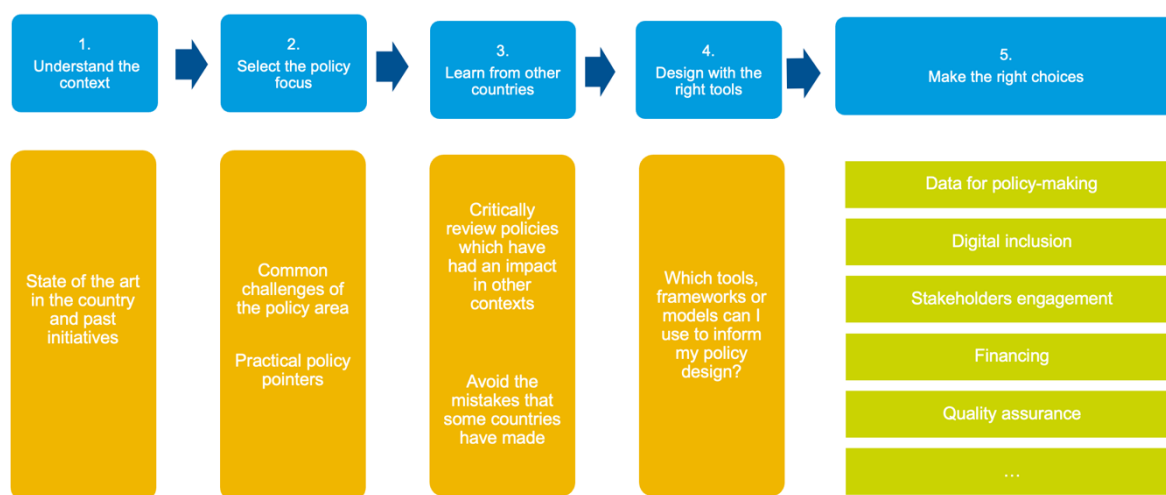 1.
Understand the
context
2.
Select the policy
focus
3.
Learn from other
countries
4.
Design with the
right tools
5.
Make the right choices
State of the art
in the country
and past
initiatives
Common
challenges of
the policy area
Practical policy
pointers
Critically
review policies
which have
had an impact
in other
contexts
Avoid the
mistakes that
some countries
have made
Which tools,
frameworks or
models can I
use to inform
my policy
design?
Data for policy-making
Digital inclusion
Stakeholders engagement
Financing
Quality assurance
...